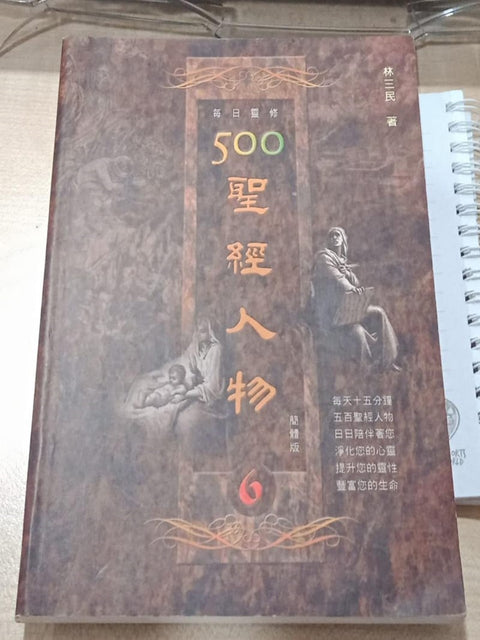 林三民 著
每日靈修
500
聖經人物
簡體版
每天十五分鐘
五百聖經人物
日日陪伴著您
淨化您的心靈
提升您的靈性
豐富您的生命
6